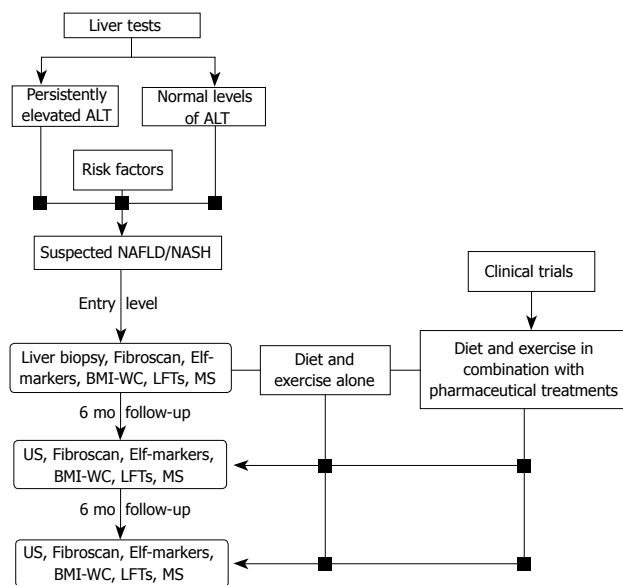 Liver tests
Persistently
elevated ALT
Normal levels
of ALT
Risk factors
Suspected NAFLD/NASH
Clinical trials
Entry level
Liver biopsy, Fibroscan, Elf-
markers, BMI-WC, LFTs, MS
Diet and
exercise alone
Diet and exercise in
combination with
pharmaceutical treatments
6 mo follow-up
US, Fibroscan, Elf-markers,
BMI-WC, LFTs, MS
6 mo follow-up
US, Fibroscan, Elf-markers,
BMI-WC, LFTs, MS